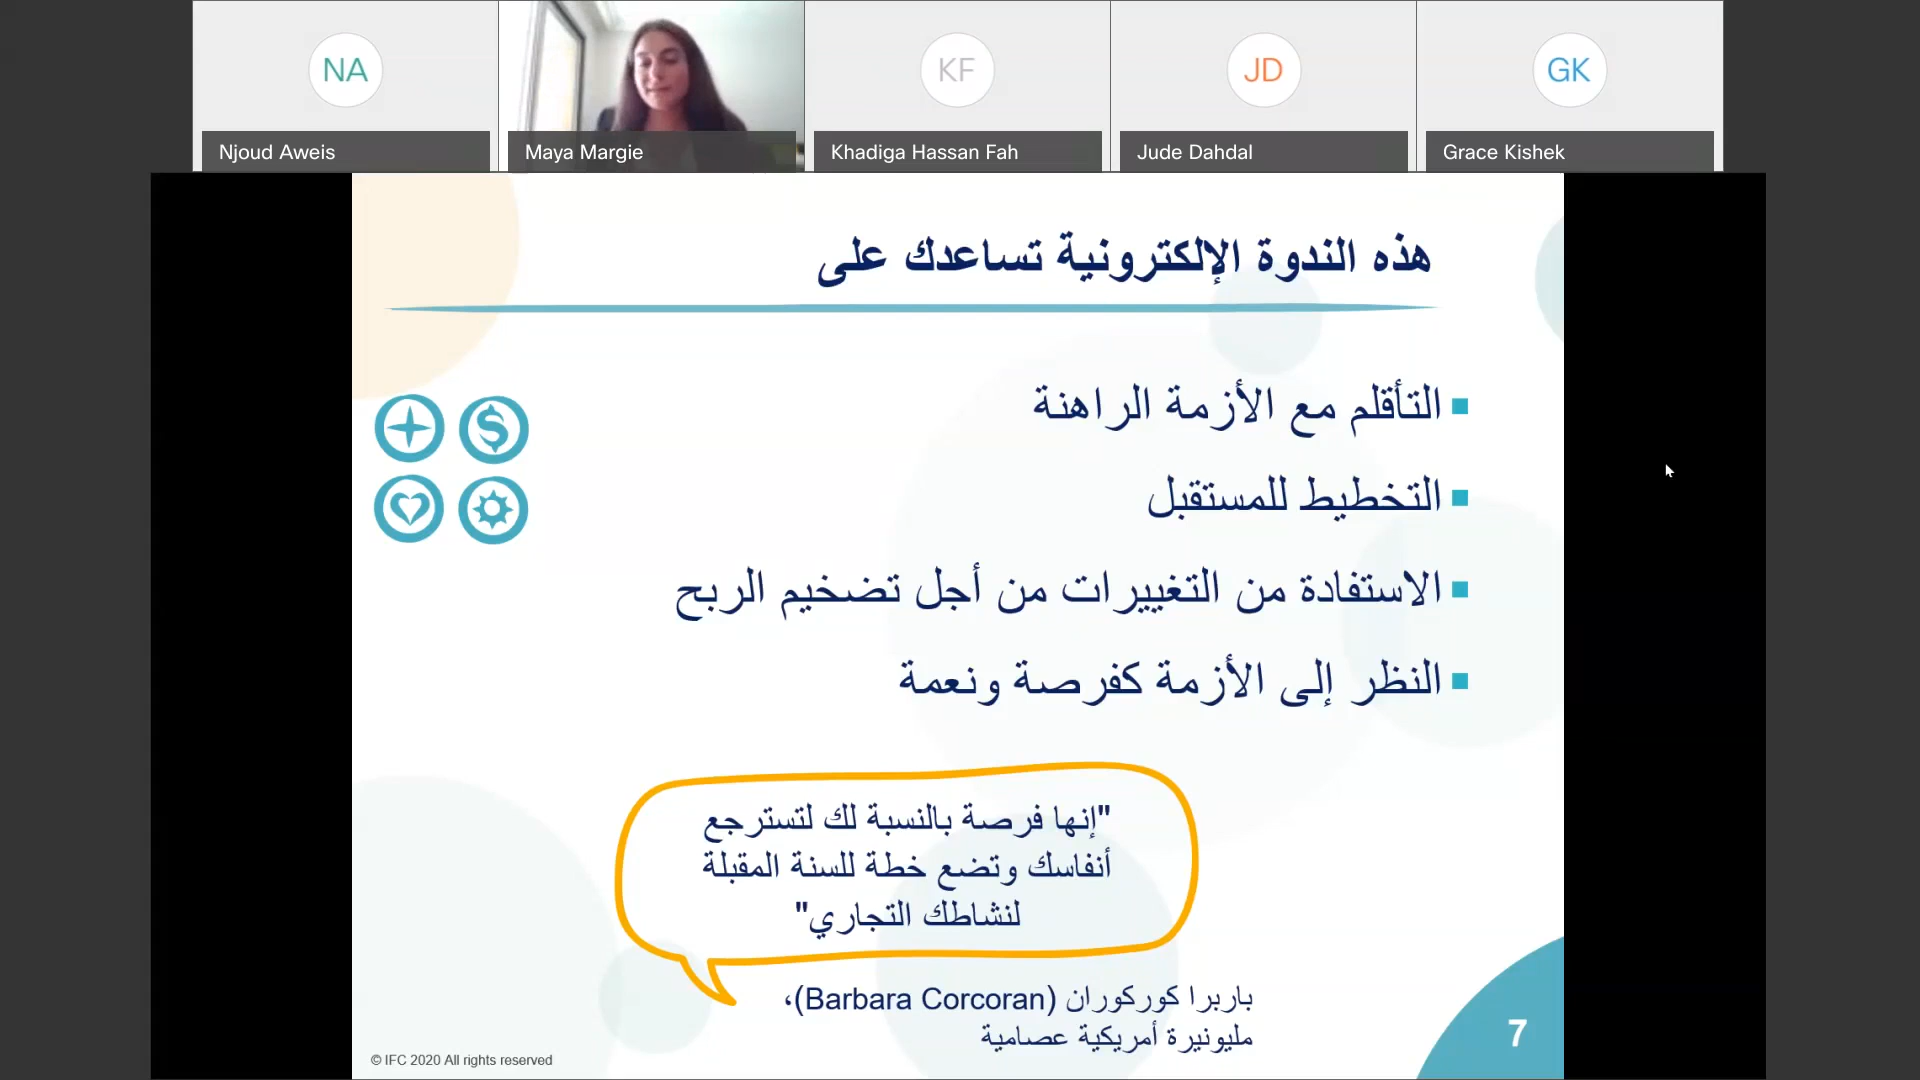 NA
KF
JD
GK
Njoud Aweis
Maya Margie
Khadiga Hassan Fah
Jude Dahdal
Grace Kishek
هذه الندوة الإلكترونية تساعدك على
التأقلم مع الأزمة الراهنة
التخطيط للمستقبل
الاستفادة من التغييرات من أجل تضخيم الربح
النظر إلى الأزمة كفرصة ونعمة
"إنها فرصة بالنسبة لك لتسترجع
أنفاسك وتضع خطة للسنة المقبلة
لنشاطك التجاري"
باربرا كوركوران (Barbara Corcoran)،
مليونيرة أمريكية عصامية
7
© IFC 2020 All rights reserved